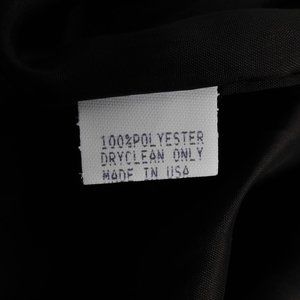 100%POLYESTER
DRYCLEAN ONLY
MADE IN USA